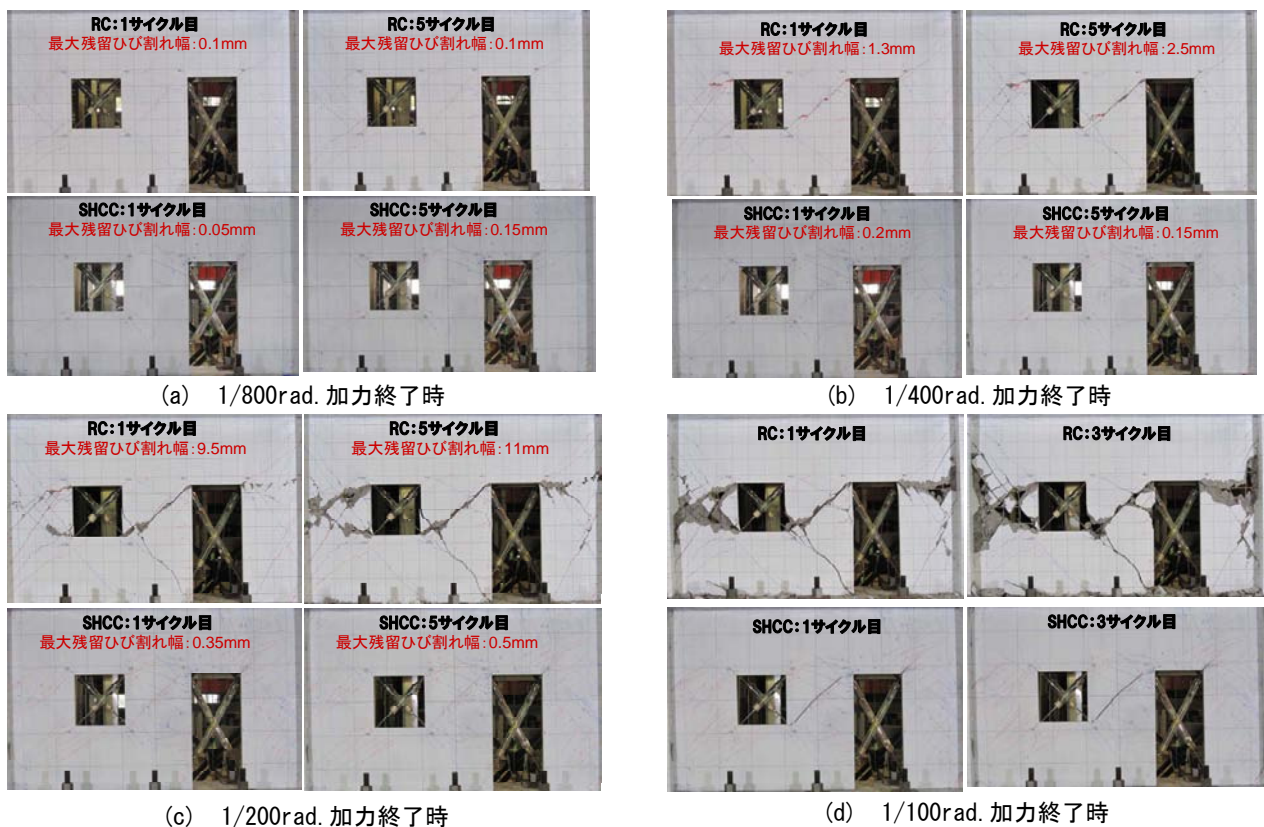 RC:1サイクル目
最大残留ひび割れ幅:0.1mm
RC:5サイクル目
最大残留ひび割れ幅:0.1mm
SHCC:1サイクル目
最大残留ひび割れ幅:0.05mm
SHCC:5サイクル目
最大残留ひび割れ幅:0.15mm
(a) 1/800rad.加力終了時
RC:1サイクル目
最大残留ひび割れ幅:1.3mm
RC:5サイクル目
最大残留ひび割れ幅:2.5mm
SHCC:1サイクル目
最大残留ひび割れ幅:0.2mm
SHCC:5サイクル目
最大残留ひび割れ幅:0.15mm
(b) 1/400rad.加力終了時
RC:1サイクル目
最大残留ひび割れ幅:9.5mm
RC:5サイクル目
最大残留ひび割れ幅:11mm
SHCC:1サイクル目
最大残留ひび割れ幅:0.35mm
SHCC:5サイクル目
最大残留ひび割れ幅:0.5mm
(c) 1/200rad.加力終了時
RC:1サイクル目
RC:3サイクル目
SHCC:1サイクル目
SHCC:3サイクル目
(d) 1/100rad.加力終了時